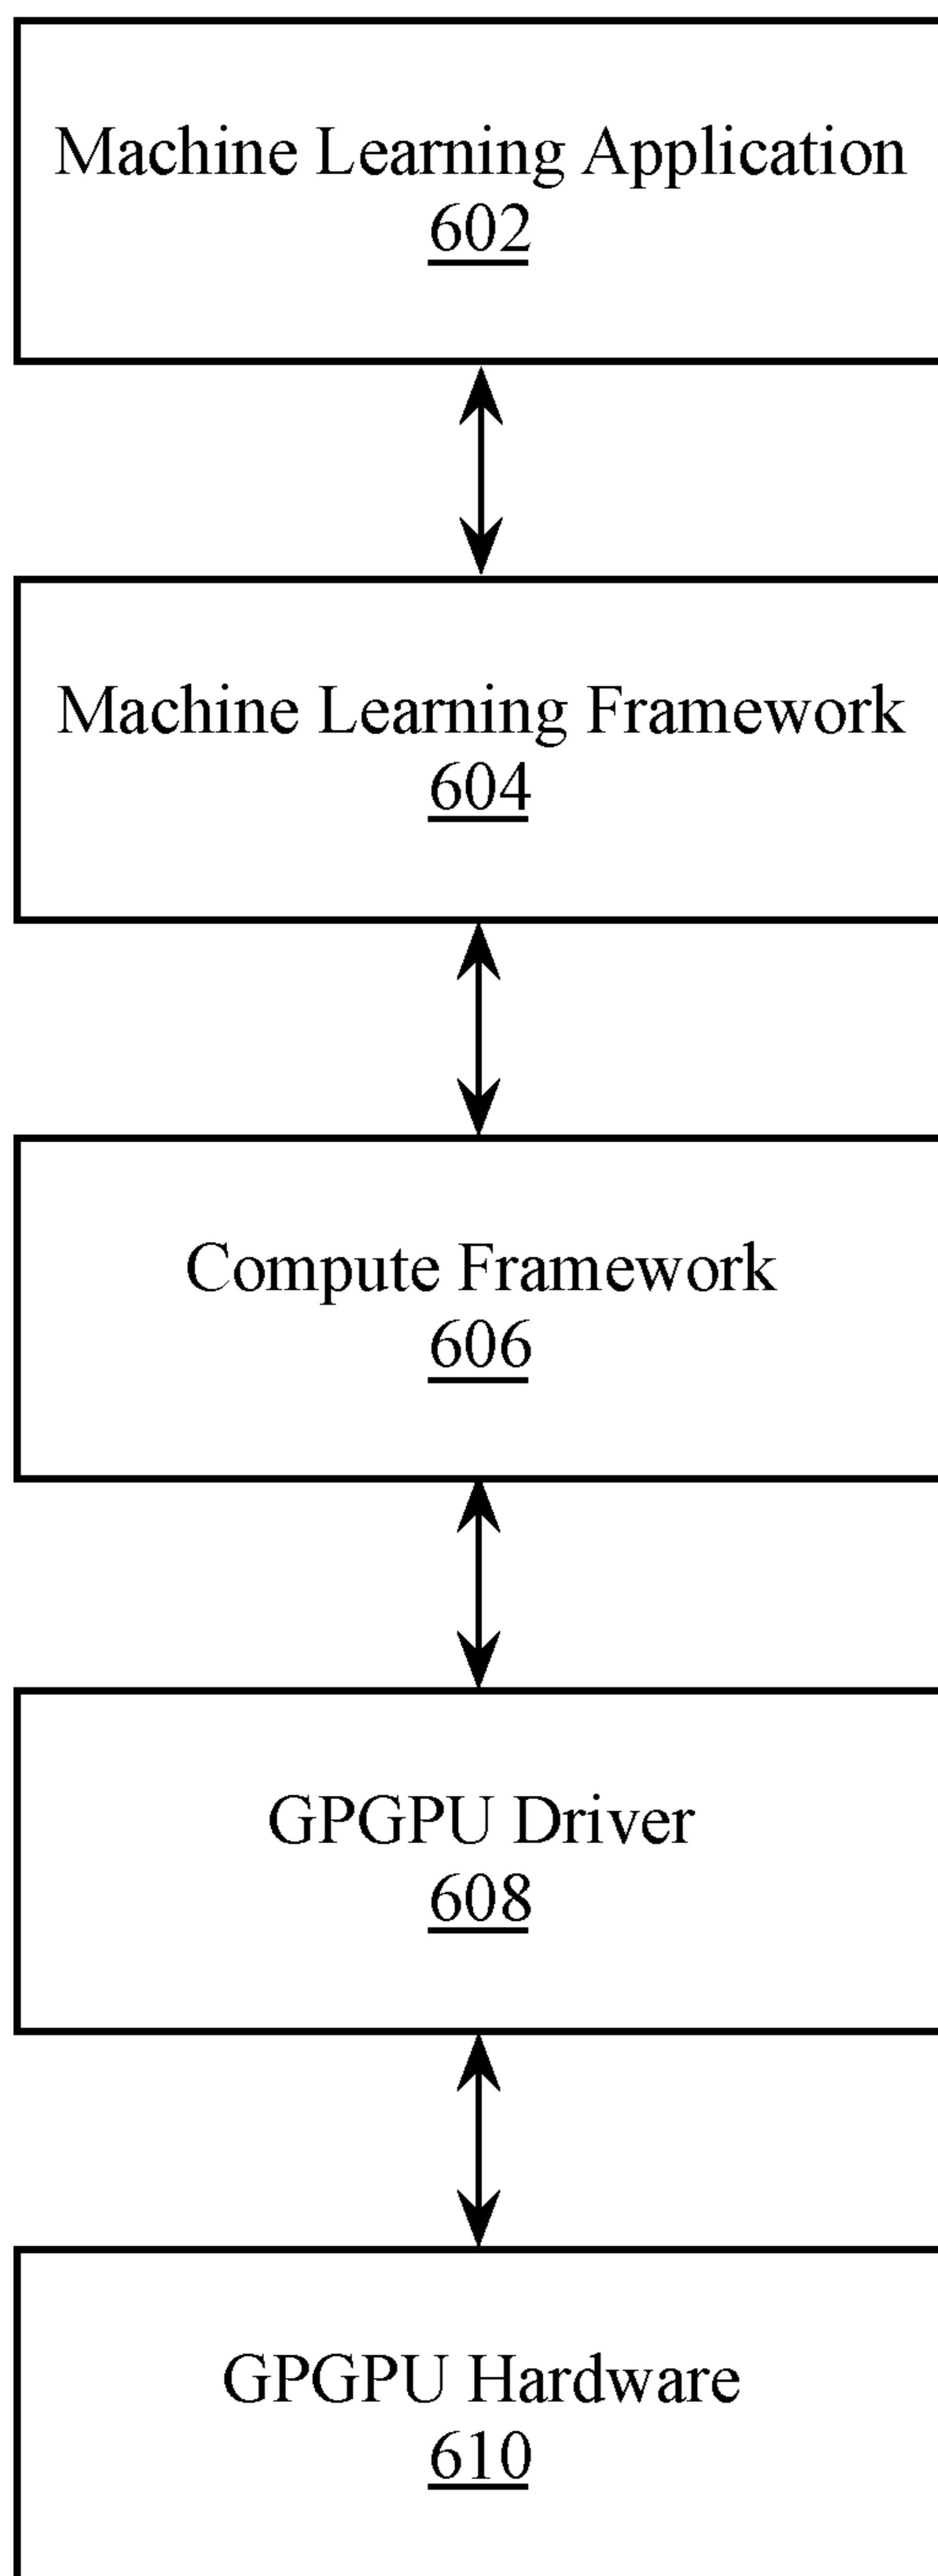 Machine Learning Application
602
Machine Learning Framework
604
Compute Framework
606
GPGPU Driver
608
GPGPU Hardware
610